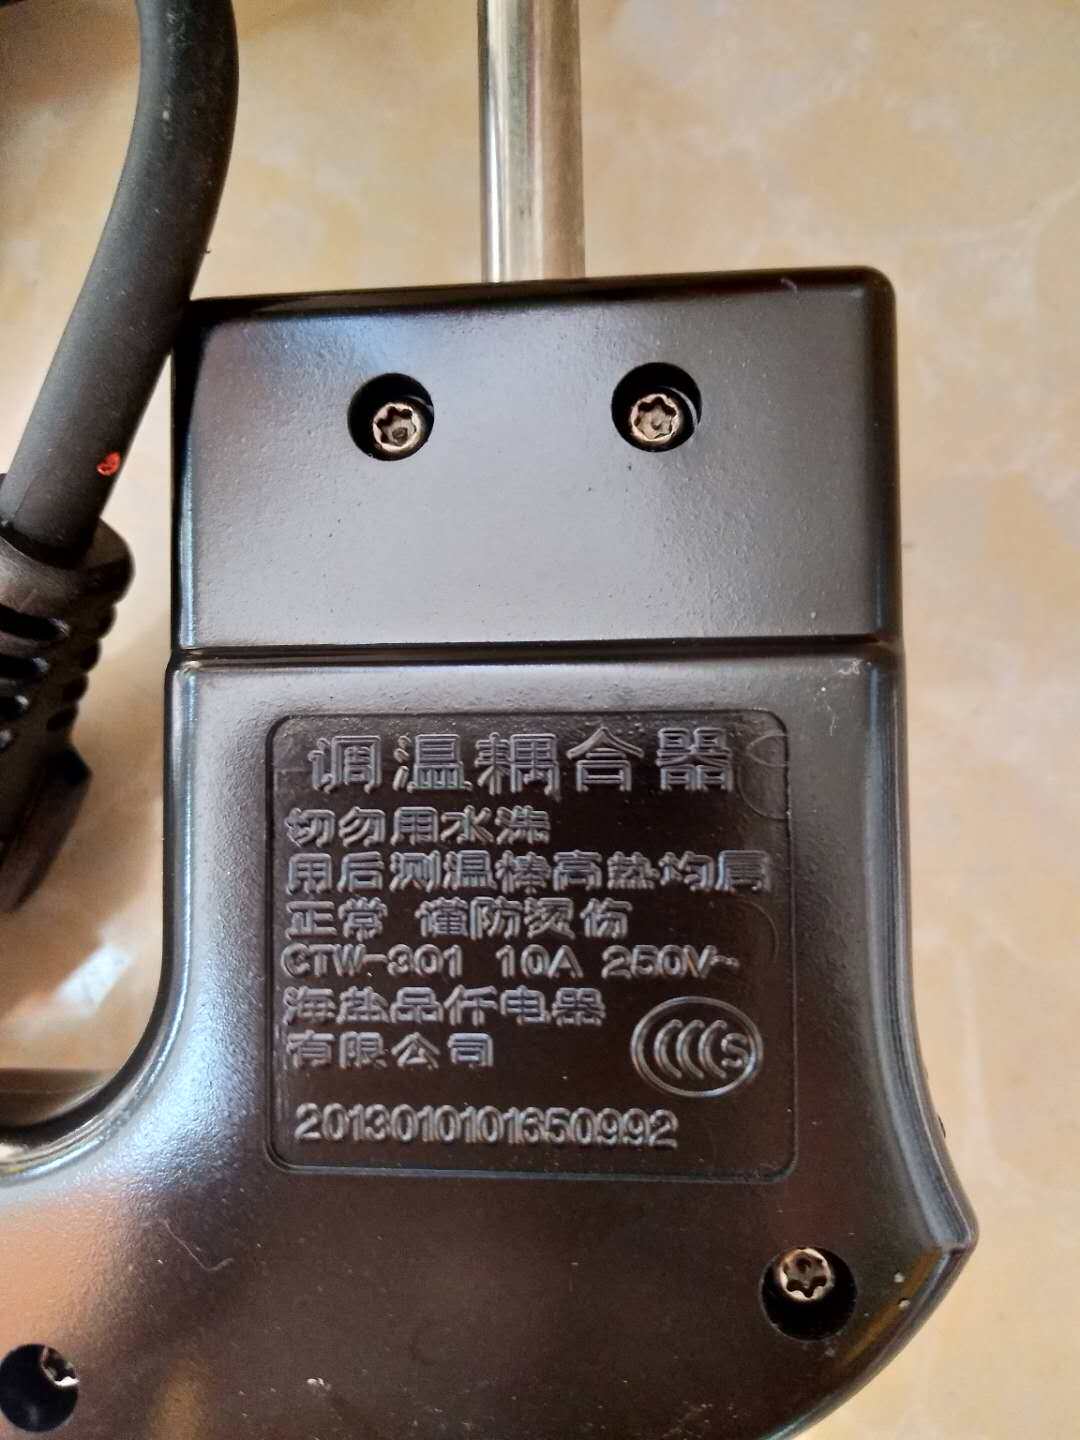 调温耦合器
切勿用水洗
用后测温棒高热均属
正常 谨防烫伤
CTW-301 10A 250V~
海盐品仟电器
有限公司
CCCS
2013010101650992